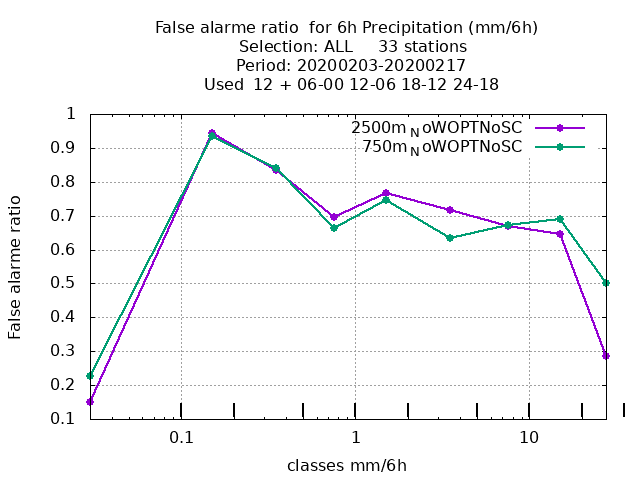 False alarme ratio  for 6h Precipitation (mm/6h)
Selection: ALL     33 stations
Period: 20200203-20200217
Used  12 + 06-00 12-06 18-12 24-18
2500m_NoWOPTNoSC
750m_NoWOPTNoSC
1
0.9
0.8
0.7
0.6
0.5
0.4
0.3
0.2
0.1
False alarme ratio
0.1 1 10
classes mm/6h